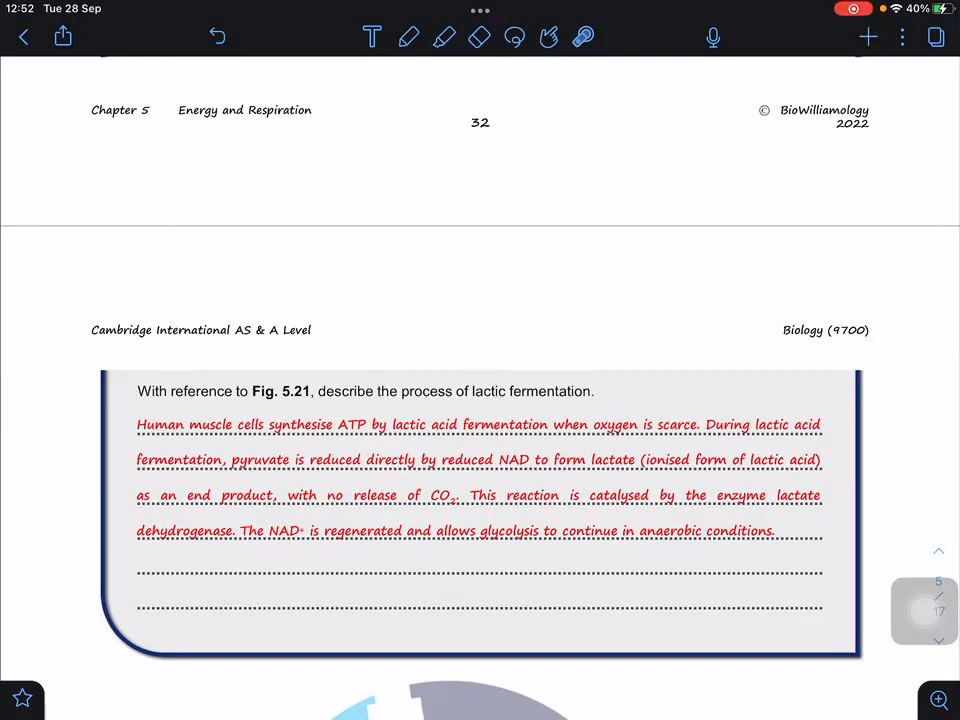 12:52 Tue 28 Sep
40%
Chapter 5 Energy and Respiration
© BioWilliamology
32
2022
Cambridge International AS & A Level
Biology (9700)
With reference to Fig. 5.21, describe the process of lactic fermentation.
Human muscle cells synthesise ATP by lactic acid fermentation when oxygen is scarce. During lactic acid
fermentation, pyruvate is reduced directly by reduced NAD to form lactate (ionised form of lactic acid)
as an end product, with no release of CO₂. This reaction is catalysed by the enzyme lactate
dehydrogenase. The NAD⁺ is regenerated and allows glycolysis to continue in anaerobic conditions.
5
/
17